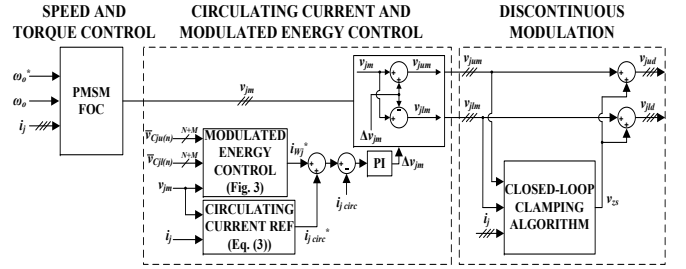 SPEED AND
TORQUE CONTROL
CIRCULATING CURRENT AND
MODULATED ENERGY CONTROL
DISCONTINUOUS
MODULATION
ωo*
ωo
ij
PMSM
FOC
vjm
vjm
vjum
vjlm
Δvjm
vjum
vjlm
vjud
vjld
v̅Cju(n)
N+M
v̅Cjl(n)
N+M
vjm
ij
MODULATED
ENERGY
CONTROL
(Fig. 3)
CIRCULATING
CURRENT REF
(Eq. (3))
iWj*
ij circ*
ij circ
PI
Δvjm
ij
CLOSED-LOOP
CLAMPING
ALGORITHM
vzs